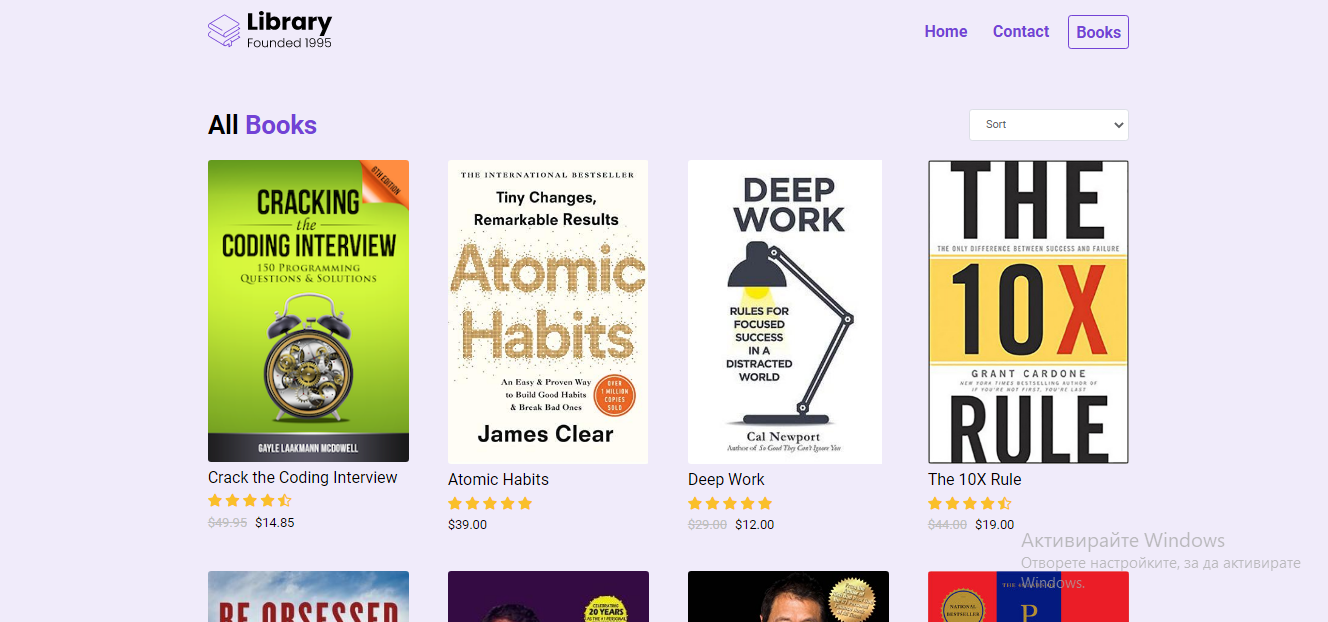 Library
Founded 1995
Home
Contact
Books
All Books
Sort
6TH EDITION
CRACKING
the
CODING INTERVIEW
150 PROGRAMMING
QUESTIONS & SOLUTIONS
GAYLE LAAKMANN MCDOWELL
Crack the Coding Interview
$49.95 $14.85
THE INTERNATIONAL BESTSELLER
Tiny Changes,
Remarkable Results
Atomic
Habits
An Easy & Proven Way
to Build Good Habits
& Break Bad Ones
OVER
1 MILLION
COPIES
SOLD
James Clear
Atomic Habits
$39.00
DEEP
WORK
RULES FOR
FOCUSED
SUCCESS
IN A
DISTRACTED
WORLD
Cal Newport
Author of So Good They Can't Ignore You
Deep Work
$29.00 $12.00
THE
THE ONLY DIFFERENCE BETWEEN SUCCESS AND FAILURE
10X
GRANT CARDONE
NEW YORK TIMES BESTSELLING AUTHOR OF
IF YOU'RE NOT FIRST, YOU'RE LAST
RULE
The 10X Rule
$44.00 $19.00
Активирайте Windows
Отворете настройките, за да активирате
Windows.
BE OBSESSED
CELEBRATING
20 YEARS
AS THE #1 PERSONAL
NATIONAL
BESTSELLER
P